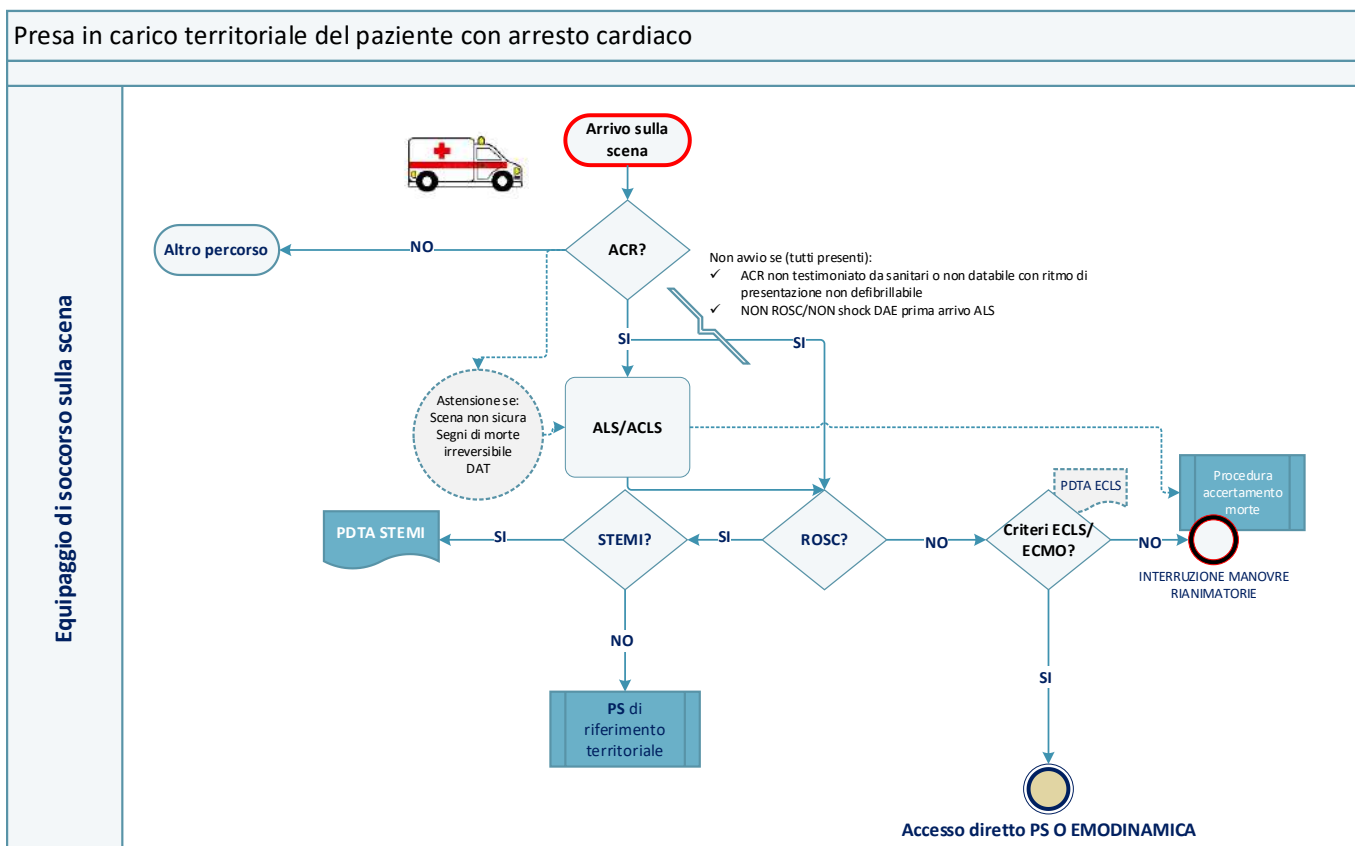 Presa in carico territoriale del paziente con arresto cardiaco
Equipaggio di soccorso sulla scena
Arrivo sulla
scena
Altro percorso
NO
ACR?
Non avvio se (tutti presenti):
✓ ACR non testimoniato da sanitari o non databile con ritmo di
presentazione non defibrillabile
✓ NON ROSC/NON shock DAE prima arrivo ALS
SI
SI
Astensione se:
Scena non sicura
Segni di morte
irreversibile
DAT
ALS/ACLS
Procedura
accertamento
morte
PDTA ECLS
PDTA STEMI
SI
STEMI?
SI
ROSC?
NO
Criteri ECLS/
ECMO?
NO
INTERRUZIONE MANOVRE
RIANIMATORIE
NO
SI
PS di
riferimento
territoriale
Accesso diretto PS O EMODINAMICA